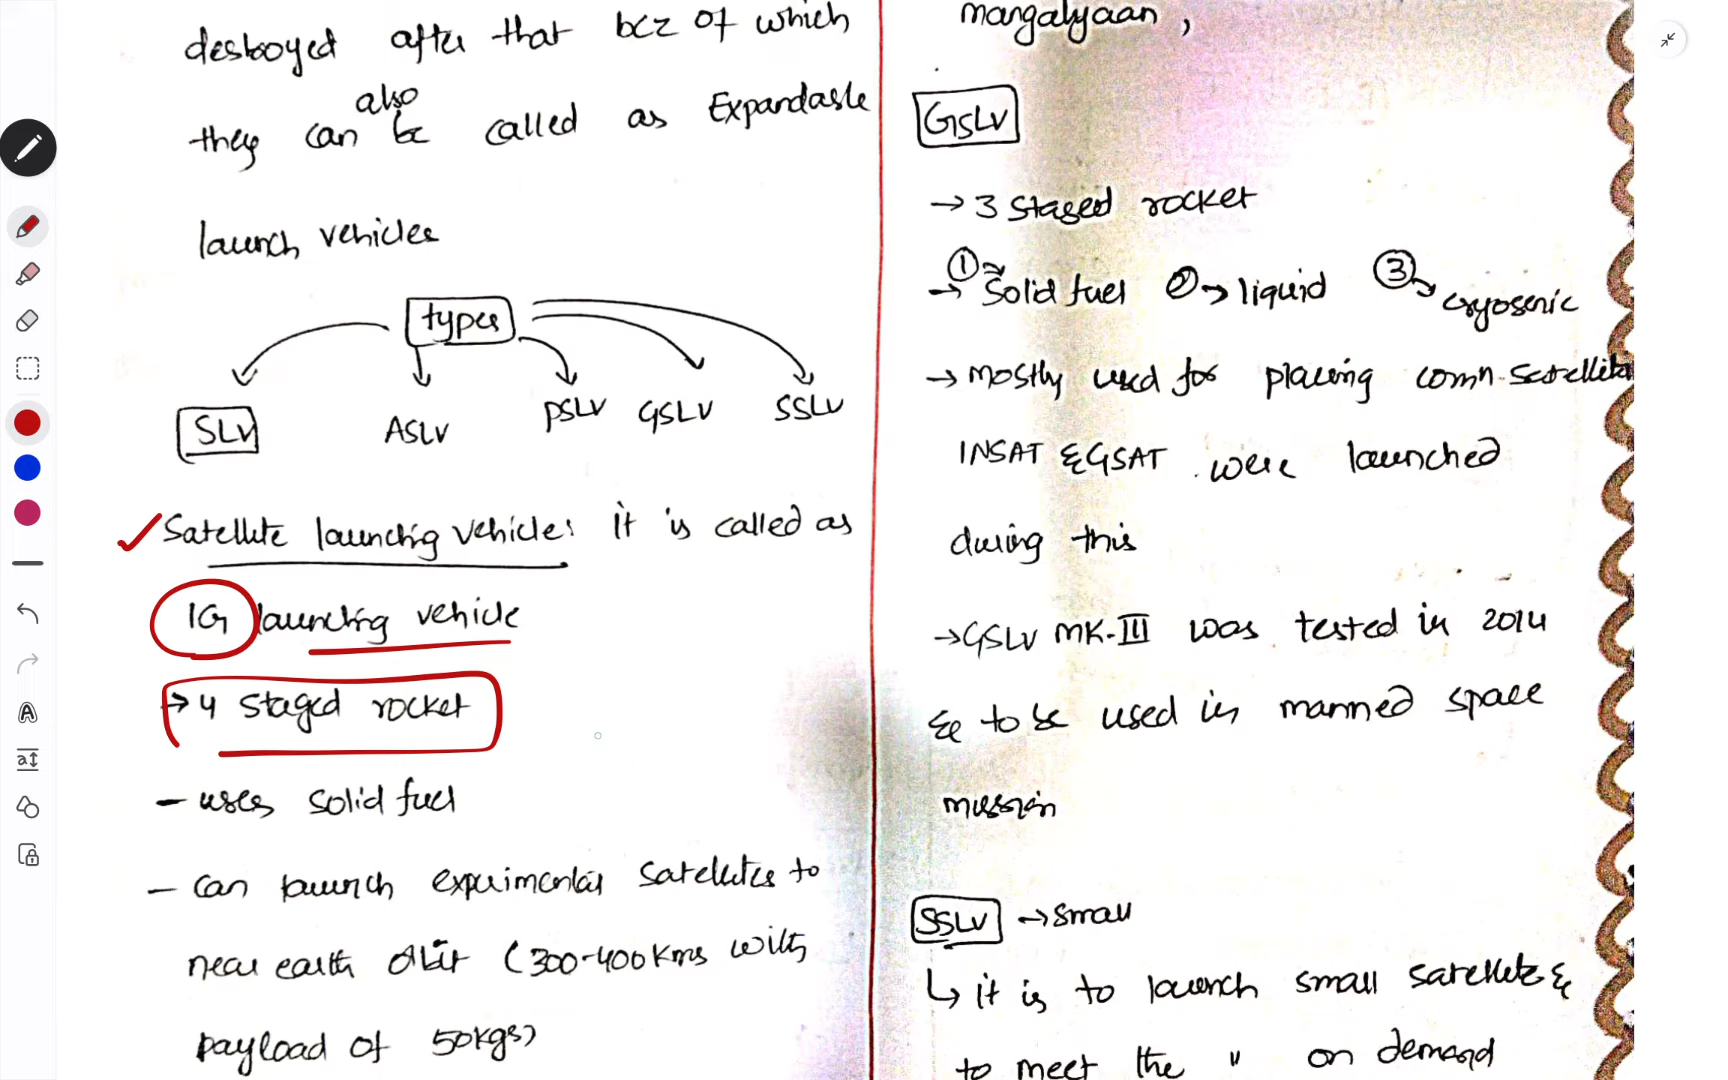 destroyed after that bcz of which
also
they can be called as Expandable
launch vehicles
types
SLV ASLV PSLV GSLV SSLV
Satellite launching vehicle: it is called as
1G launching vehicle
→ 4 staged rocket
- uses solid fuel
- can launch experimental satellites to
near earth orbit (300-400kms with
payload of 50kgs)
mangalyaan,
GSLV
→ 3 staged rocket
→ ① → Solid fuel ② → liquid ③ → cryogenic
→ mostly used for placing comn. satellites
INSAT & GSAT were launched
during this
→ GSLV MK-III was tested in 2014
& to be used in manned space
mission
SSLV → small
↳ it is to launch small satellite &
to meet the " on demand